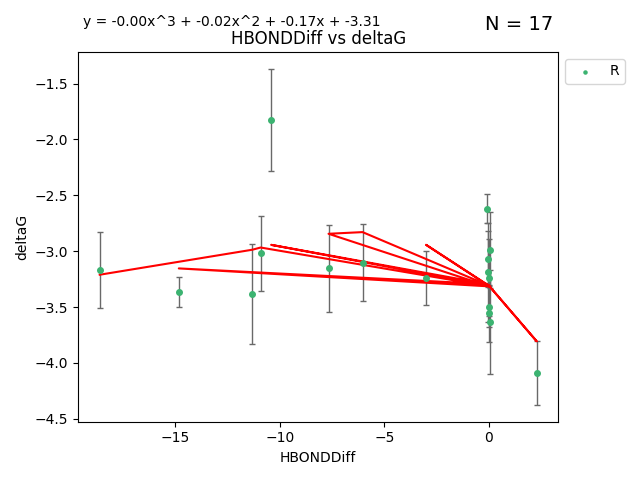 y = -0.00x^3 + -0.02x^2 + -0.17x + -3.31
N = 17
HBONDDiff vs deltaG
R
−1.5
−2.0
−2.5
−3.0
−3.5
−4.0
−4.5
deltaG
−15 −10 −5 0
HBONDDiff